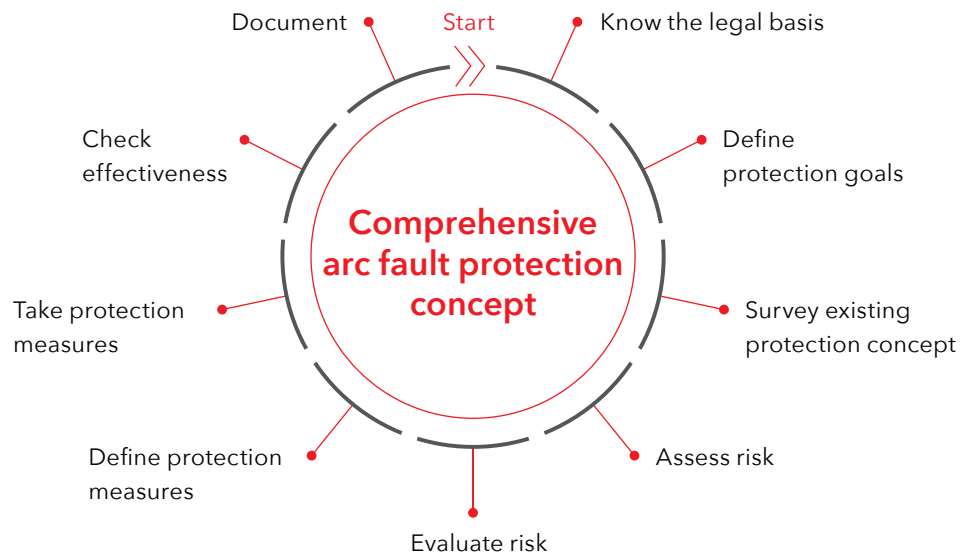 Start
Know the legal basis
Define
protection goals
Survey existing
protection concept
Assess risk
Evaluate risk
Define protection
measures
Take protection
measures
Check
effectiveness
Document
Comprehensive
arc fault protection
concept